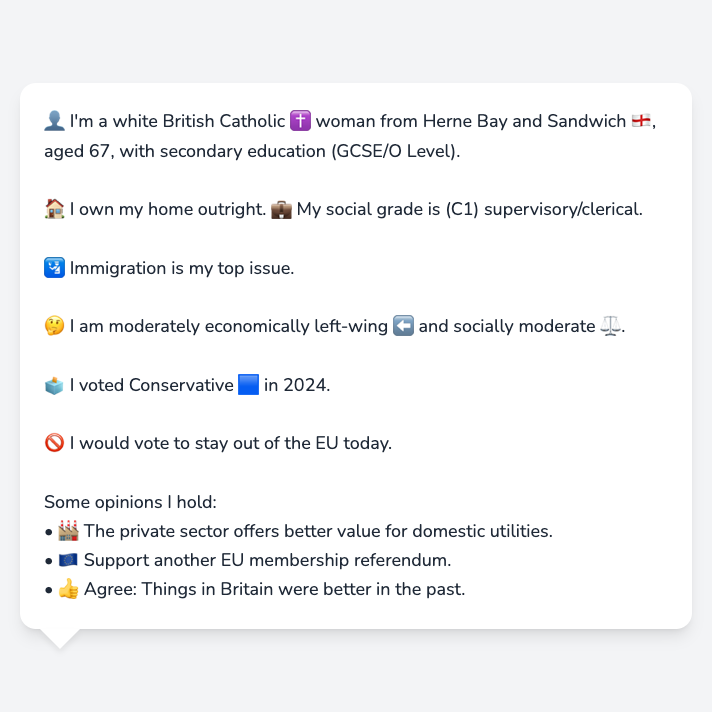 👤 I'm a white British Catholic ✝️ woman from Herne Bay and Sandwich 🏴󠁧󠁢󠁥󠁮󠁧󠁿,
aged 67, with secondary education (GCSE/O Level).
🏠 I own my home outright. 💼 My social grade is (C1) supervisory/clerical.
🛂 Immigration is my top issue.
🤔 I am moderately economically left-wing ⬅️ and socially moderate ⚖️.
🗳️ I voted Conservative 🟦 in 2024.
🚫 I would vote to stay out of the EU today.
Some opinions I hold:
• 🏭 The private sector offers better value for domestic utilities.
• 🇪🇺 Support another EU membership referendum.
• 👍 Agree: Things in Britain were better in the past.